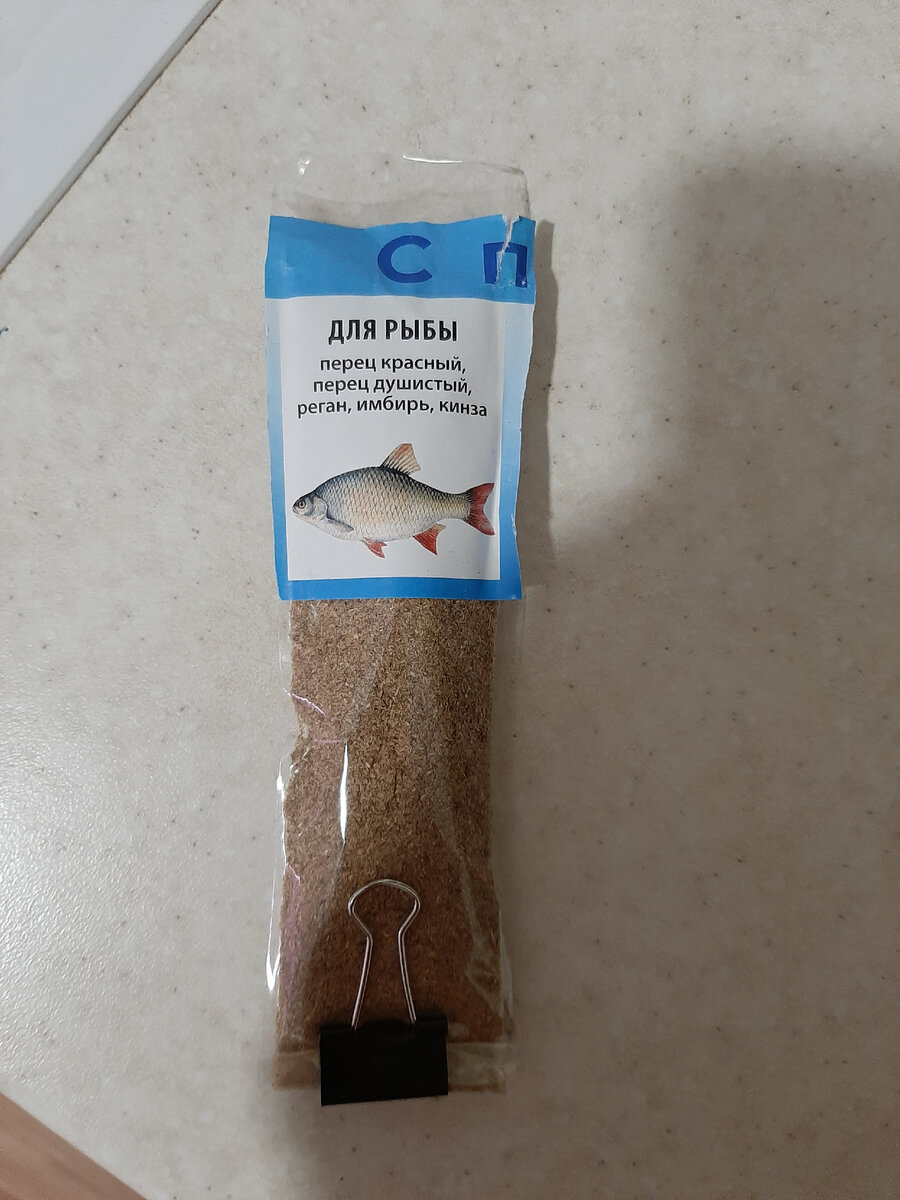 С П
ДЛЯ РЫБЫ
перец красный,
перец душистый,
реган, имбирь, кинза